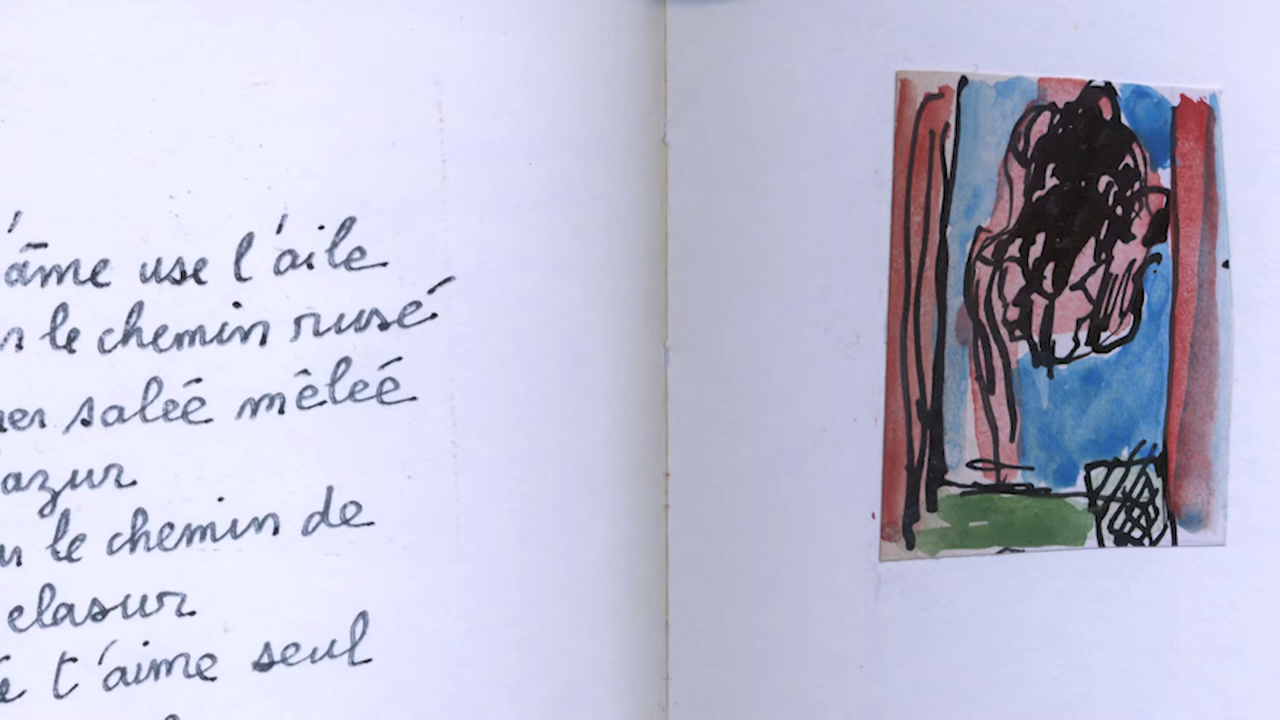 'âme use l'aile
le chemin rusé
salée mêlée
azur
le chemin de
elasur
t'aime seul